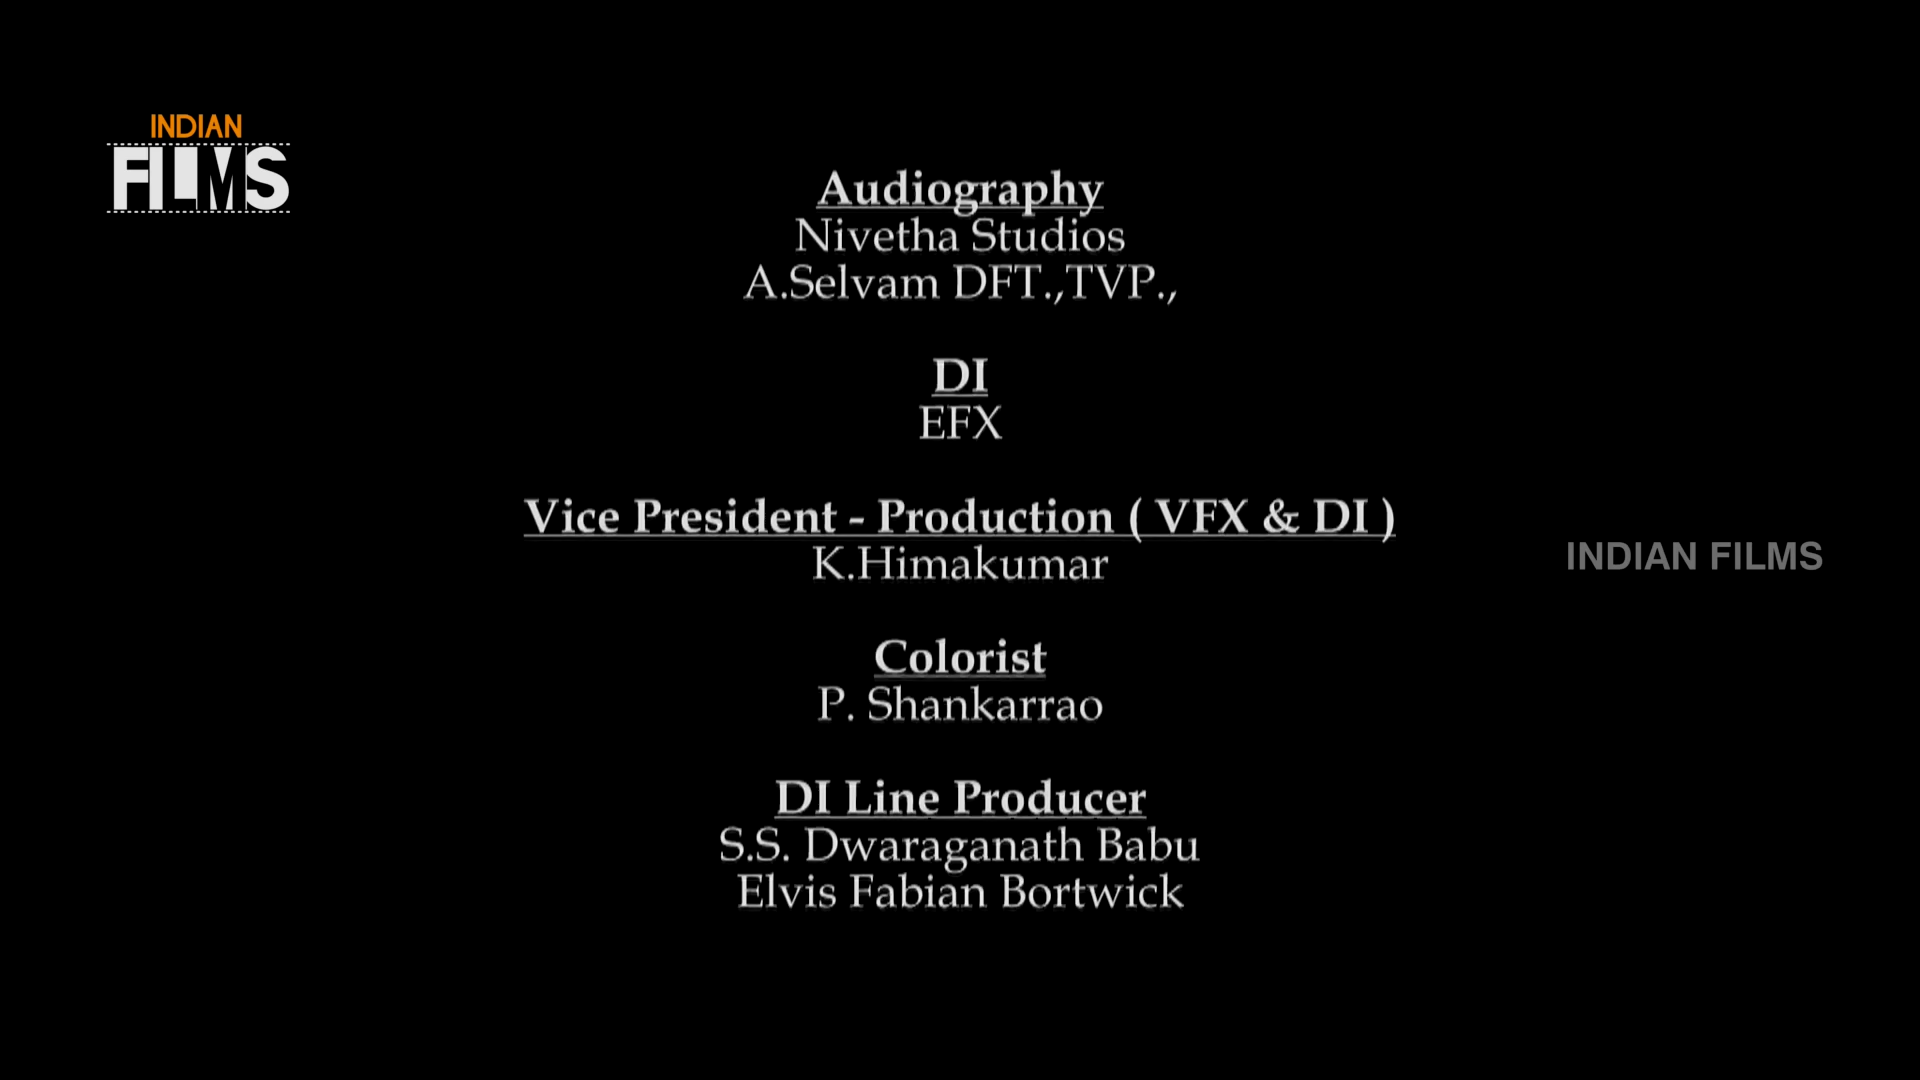 INDIAN
FILMS
Audiography
Nivetha Studios
A.Selvam DFT.,TVP.,
DI
EFX
Vice President - Production ( VFX & DI )
K.Himakumar
INDIAN FILMS
Colorist
P. Shankarrao
DI Line Producer
S.S. Dwaraganath Babu
Elvis Fabian Bortwick